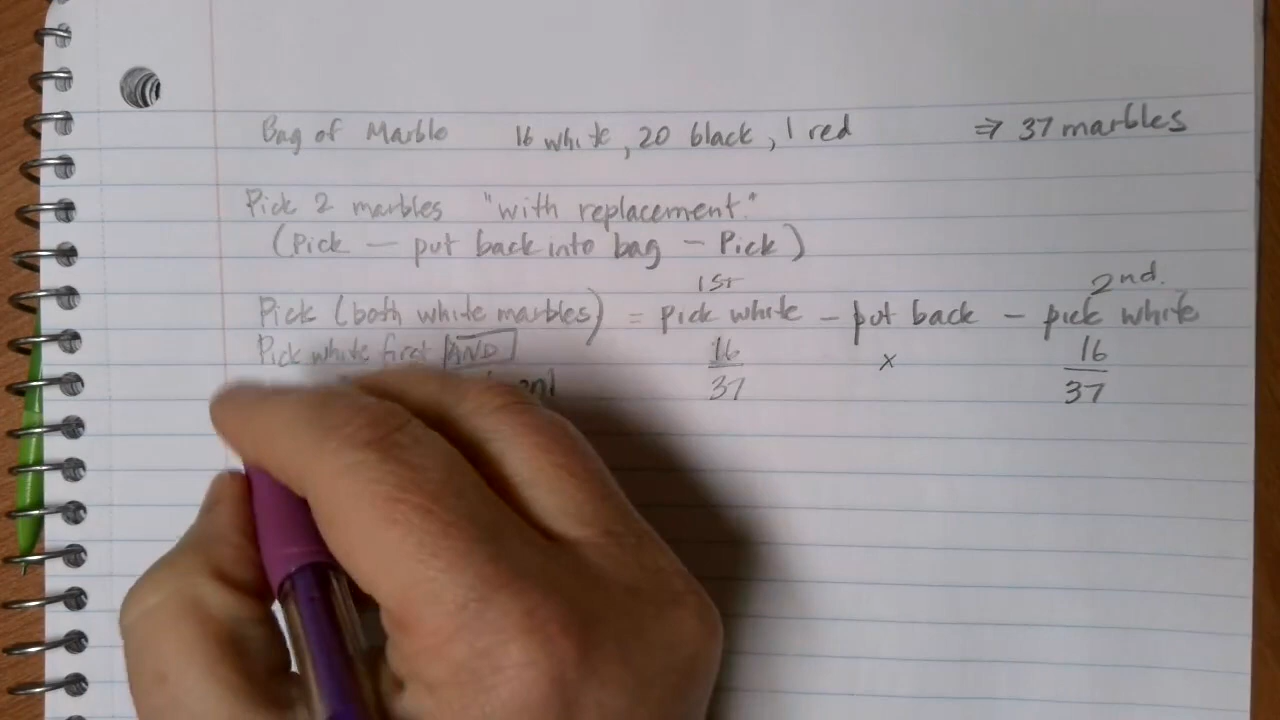 Bag of Marble 16 white, 20 black, 1 red ⇒ 37 marbles
Pick 2 marbles "with replacement."
(Pick — put back into bag — Pick)
1st 2nd.
Pick (both white marbles) = pick white — put back — pick white
Pick white first AND 16/37 × 16/37